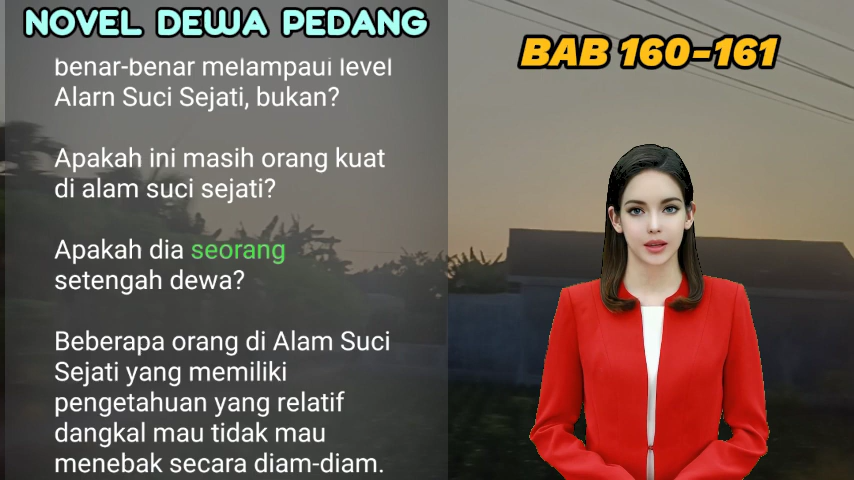 NOVEL DEWA PEDANG
BAB 160-161
benar-benar melampaui level
Alarn Suci Sejati, bukan?
Apakah ini masih orang kuat
di alam suci sejati?
Apakah dia seorang
setengah dewa?
Beberapa orang di Alam Suci
Sejati yang memiliki
pengetahuan yang relatif
dangkal mau tidak mau
menebak secara diam-diam.